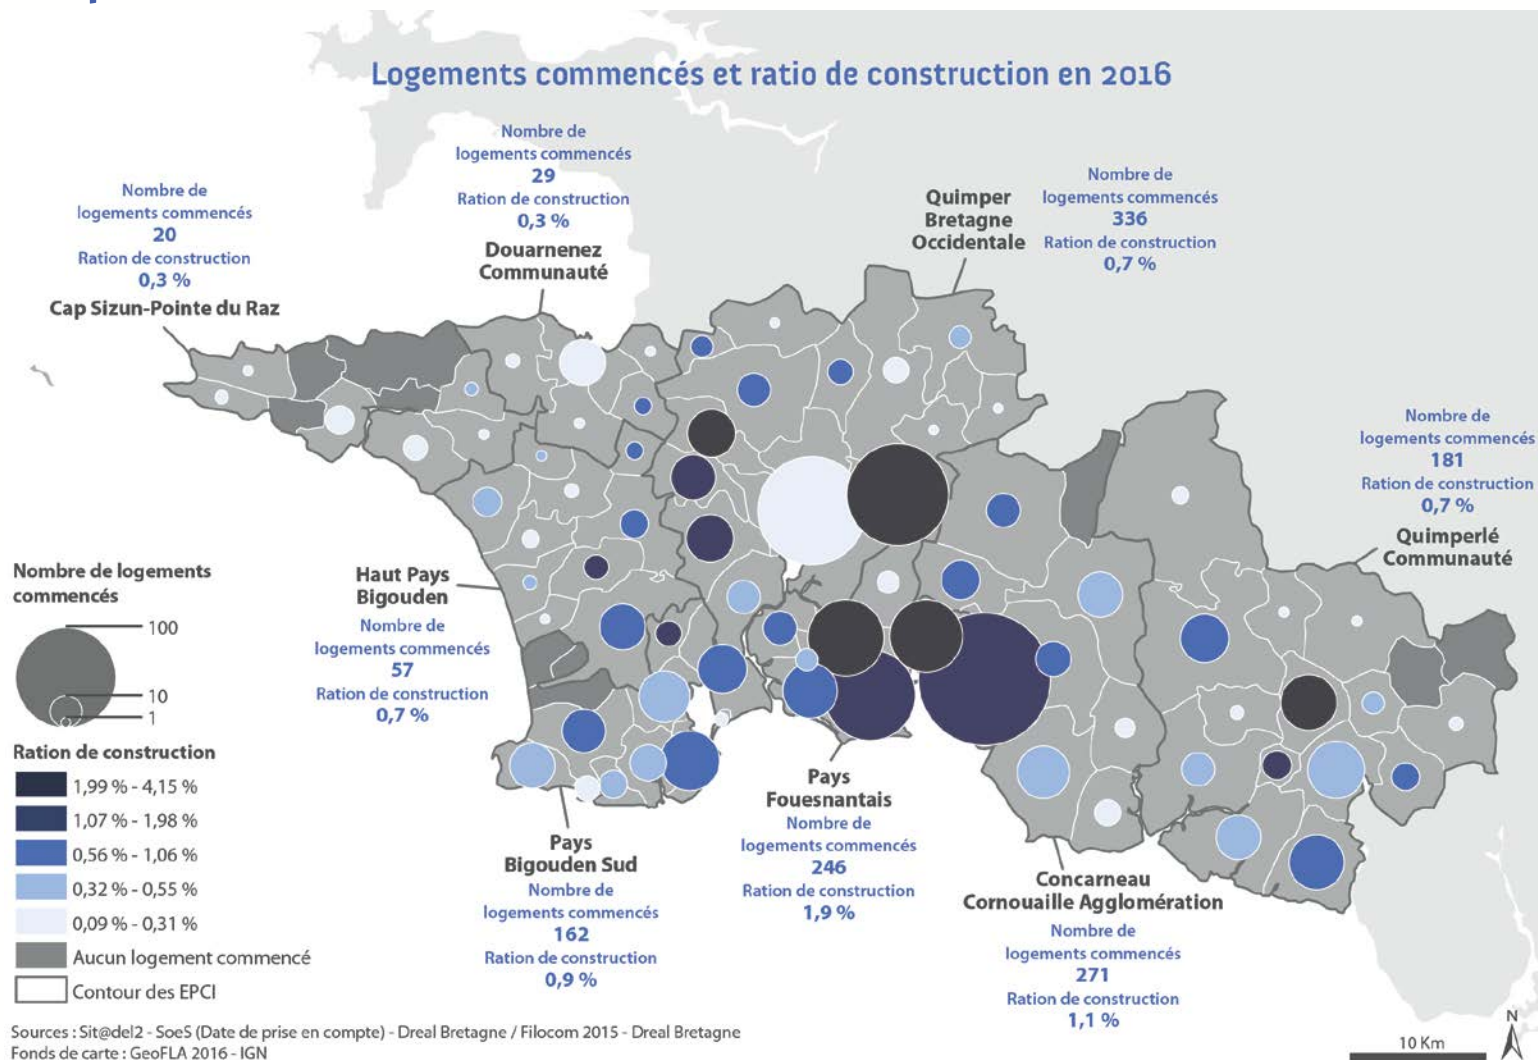 Logements commencés et ratio de construction en 2016
Nombre de
logements commencés
29
Ration de construction
0,3 %
Douarnenez
Communauté
Nombre de
logements commencés
20
Ration de construction
0,3 %
Cap Sizun-Pointe du Raz
Quimper
Bretagne
Occidentale
Nombre de
logements commencés
336
Ration de construction
0,7 %
Nombre de
logements commencés
181
Ration de construction
0,7 %
Quimperlé
Communauté
Haut Pays
Bigouden
Nombre de
logements commencés
57
Ration de construction
0,7 %
Pays
Bigouden Sud
Nombre de
logements commencés
162
Ration de construction
0,9 %
Pays
Fouesnantais
Nombre de
logements commencés
246
Ration de construction
1,9 %
Concarneau
Cornouaille Agglomération
Nombre de
logements commencés
271
Ration de construction
1,1 %
Nombre de logements
commencés
100
10
1
Ration de construction
1,99 % - 4,15 %
1,07 % - 1,98 %
0,56 % - 1,06 %
0,32 % - 0,55 %
0,09 % - 0,31 %
Aucun logement commencé
Contour des EPCI
Sources : Sit@del2 - SoeS (Date de prise en compte) - Dreal Bretagne / Filocom 2015 - Dreal Bretagne
Fonds de carte : GeoFLA 2016 - IGN
10 Km
N